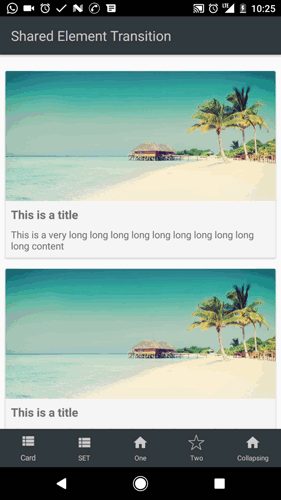 10:25
Shared Element Transition
This is a title
This is a very long long long long long long long long long
long content
This is a title
Card SET One Two Collapsing